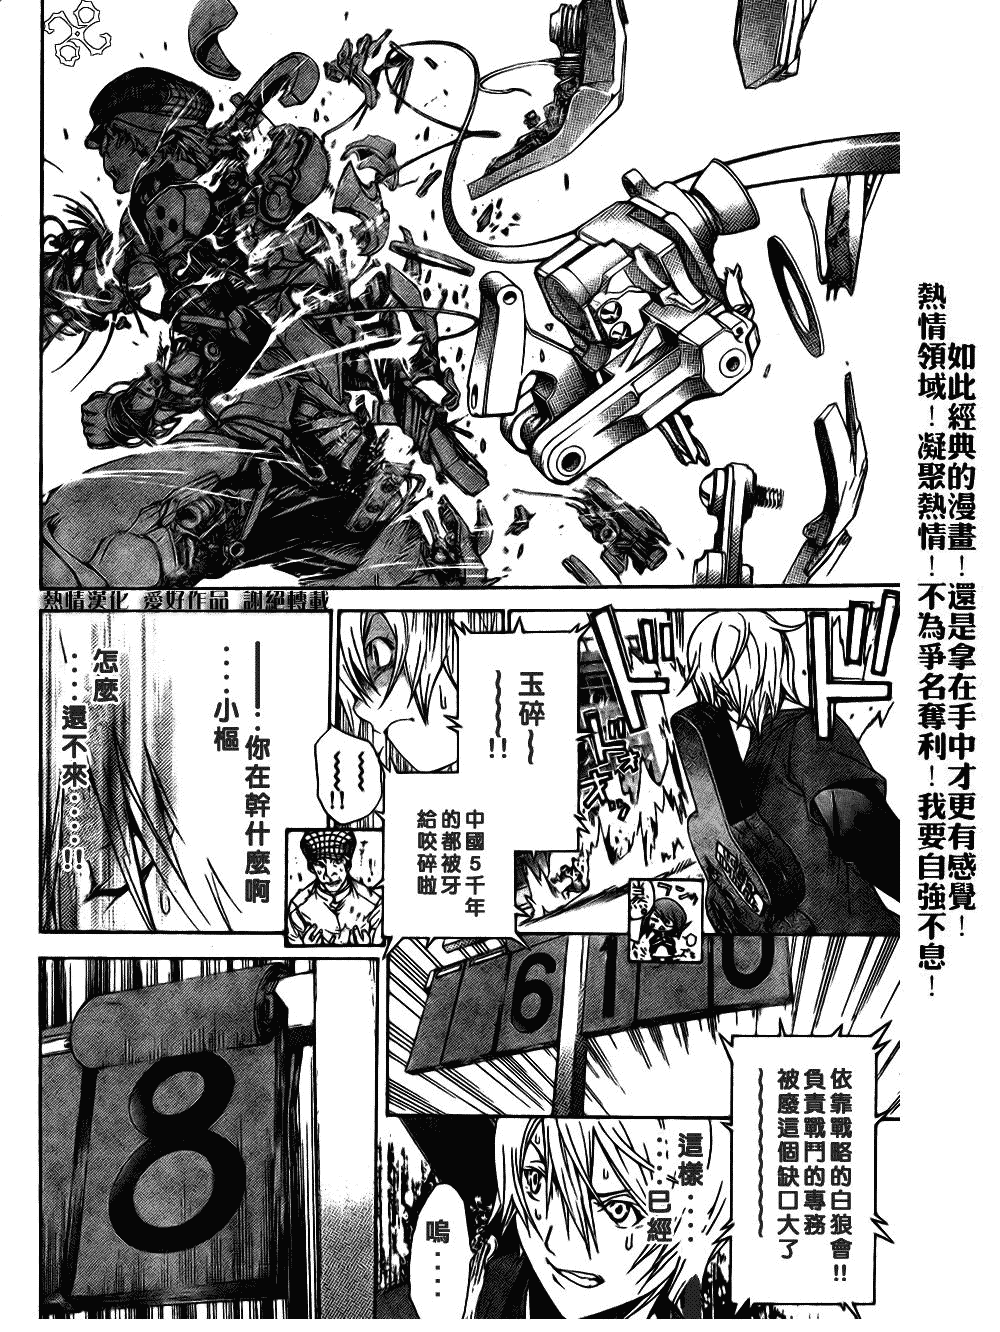 如此經典的漫畫！還是拿在手中才更有感覺！
熱情領域！凝聚熱情！不為爭名奪利！我要自強不息！
熱情漢化 愛好作品 謝絕轉載
玉碎～
～～～!!
中國5千年
的都被牙
給咬碎啦
～～～!!
——‥你在幹什麼啊
‥‥小樞
怎麼
‥‥還不來‥‥!!
610
8
依靠戰略的白狼會!!
負責戰鬥的專務
被廢這個缺口大了
～～～～
這樣‥‥
‥‥已經
嗚‥‥